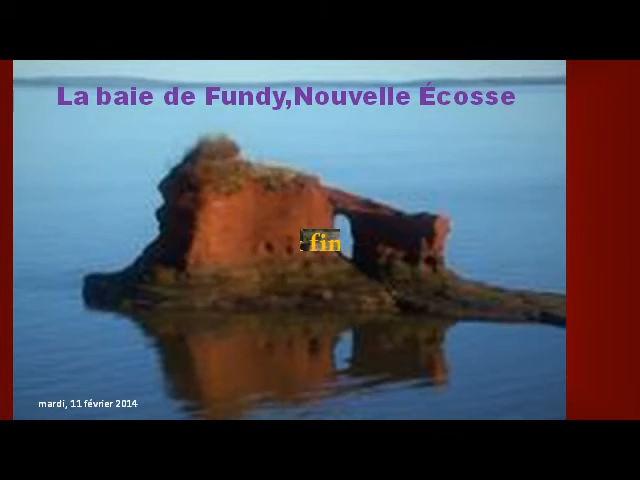 La baie de Fundy,Nouvelle Écosse
: fin
mardi, 11 février 2014